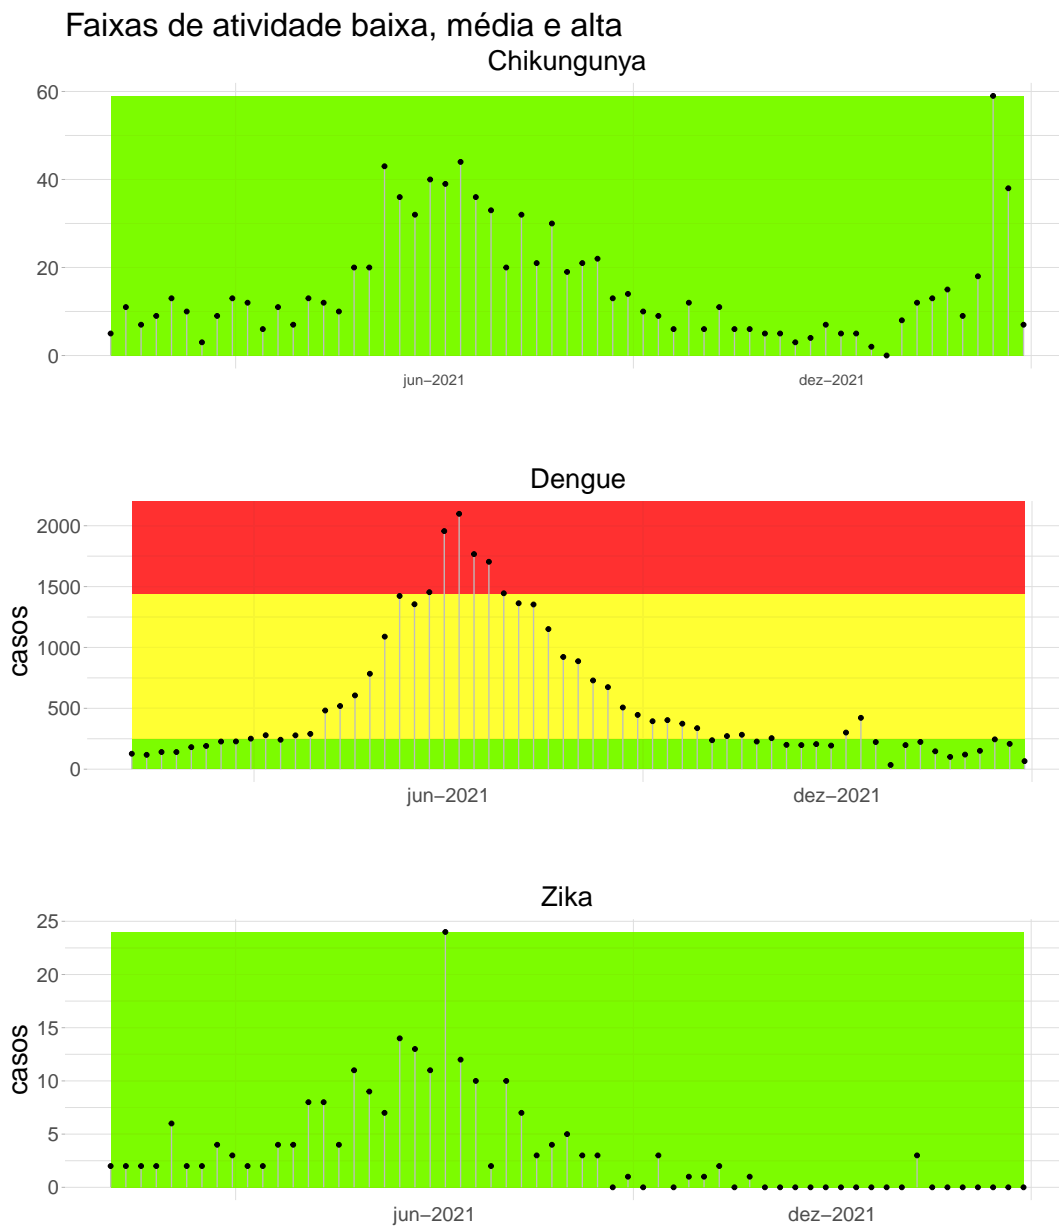 Faixas de atividade baixa, média e alta
Chikungunya
60
40
20
0
jun−2021
dez−2021
Dengue
casos
2000
1500
1000
500
0
jun−2021
dez−2021
Zika
casos
25
20
15
10
5
0
jun−2021
dez−2021